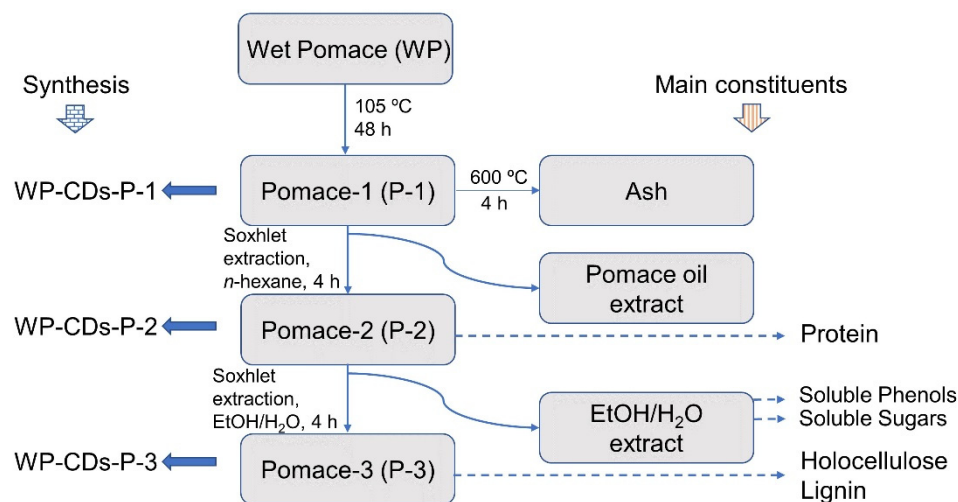 Wet Pomace (WP)
Synthesis
Main constituents
105 ºC
48 h
WP-CDs-P-1
Pomace-1 (P-1)
600 ºC
4 h
Ash
Soxhlet
extraction,
n-hexane, 4 h
Pomace oil
extract
WP-CDs-P-2
Pomace-2 (P-2)
Protein
Soxhlet
extraction,
EtOH/H₂O, 4 h
EtOH/H₂O
extract
Soluble Phenols
Soluble Sugars
WP-CDs-P-3
Pomace-3 (P-3)
Holocellulose
Lignin